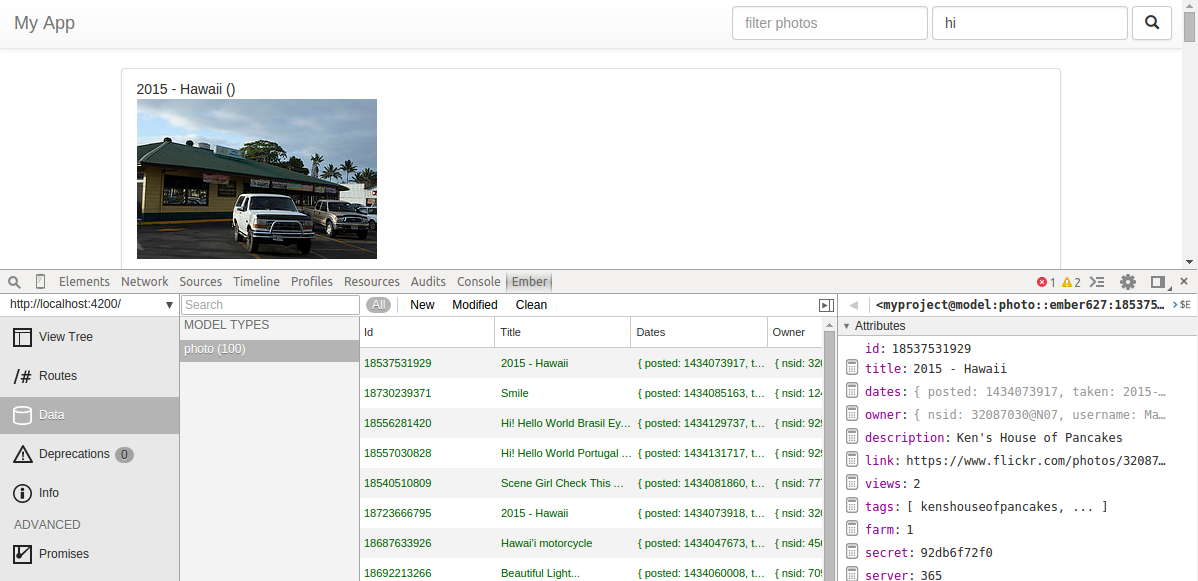 My App
filter photos
hi
2015 - Hawaii ()
Elements Network Sources Timeline Profiles Resources Audits Console Ember
1 2
http://localhost:4200/ ▼
Search
All New Modified Clean
<myproject@model:photo::ember627:185375… $E
View Tree
/# Routes
Data
Deprecations 0
Info
ADVANCED
Promises
MODEL TYPES
photo (100)
Id Title Dates Owner
18537531929 2015 - Hawaii { posted: 1434073917, t… { nsid: 320
18730239371 Smile { posted: 1434085163, t… { nsid: 124
18556281420 Hi! Hello World Brasil Ey… { posted: 1434129737, t… { nsid: 929
18557030828 Hi! Hello World Portugal … { posted: 1434131717, t… { nsid: 929
18540510809 Scene Girl Check This … { posted: 1434081860, t… { nsid: 777
18723666795 2015 - Hawaii { posted: 1434073918, t… { nsid: 320
18687633926 Hawai'i motorcycle { posted: 1434047673, t… { nsid: 456
18692213266 Beautiful Light... { posted: 1434060008, t… { nsid: 709
Attributes
id: 18537531929
title: 2015 - Hawaii
dates: { posted: 1434073917, taken: 2015-…
owner: { nsid: 32087030@N07, username: Ma…
description: Ken's House of Pancakes
link: https://www.flickr.com/photos/32087…
views: 2
tags: [ kenshouseofpancakes, ... ]
farm: 1
secret: 92db6f72f0
server: 365